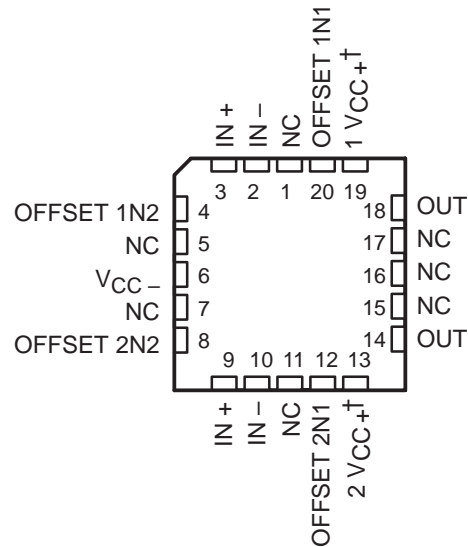 IN +
IN –
NC
OFFSET 1N1
1 VCC+†
3
2
1
20
19
OFFSET 1N2
4
18
OUT
NC
5
17
NC
VCC –
6
16
NC
NC
7
15
NC
OFFSET 2N2
8
14
OUT
9
10
11
12
13
IN +
IN –
NC
OFFSET 2N1
2 VCC+†